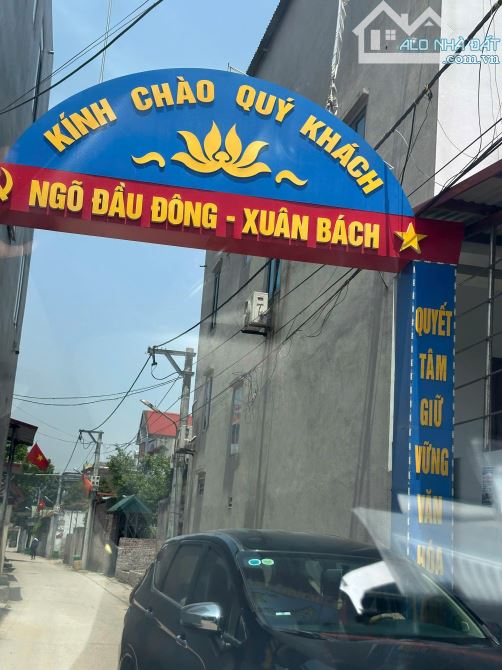 ALO NHÀ ĐẤT
.com.vn
KÍNH CHÀO QUÝ KHÁCH
NGÕ ĐẦU ĐÔNG - XUÂN BÁCH
QUYẾT
TÂM
GIỮ
VỮNG
VĂN
HÓA